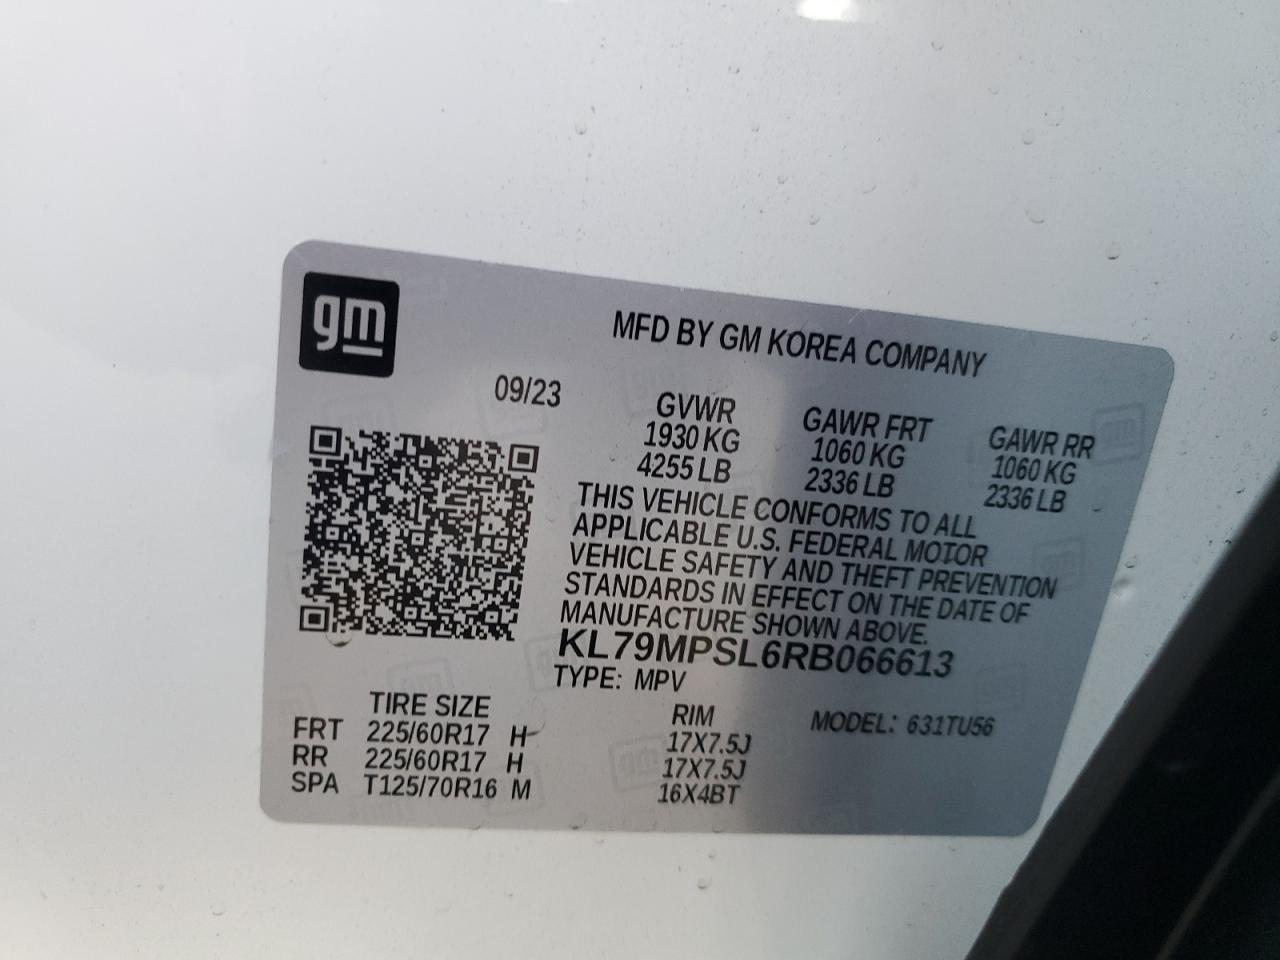 gm
MFD BY GM KOREA COMPANY
09/23
GVWR GAWR FRT GAWR RR
1930 KG 1060 KG 1060 KG
4255 LB 2336 LB 2336 LB
THIS VEHICLE CONFORMS TO ALL
APPLICABLE U.S. FEDERAL MOTOR
VEHICLE SAFETY AND THEFT PREVENTION
STANDARDS IN EFFECT ON THE DATE OF
MANUFACTURE SHOWN ABOVE.
KL79MPSL6RB066613
TYPE: MPV
TIRE SIZE RIM MODEL: 631TU56
FRT 225/60R17 H 17X7.5J
RR 225/60R17 H 17X7.5J
SPA T125/70R16 M 16X4BT